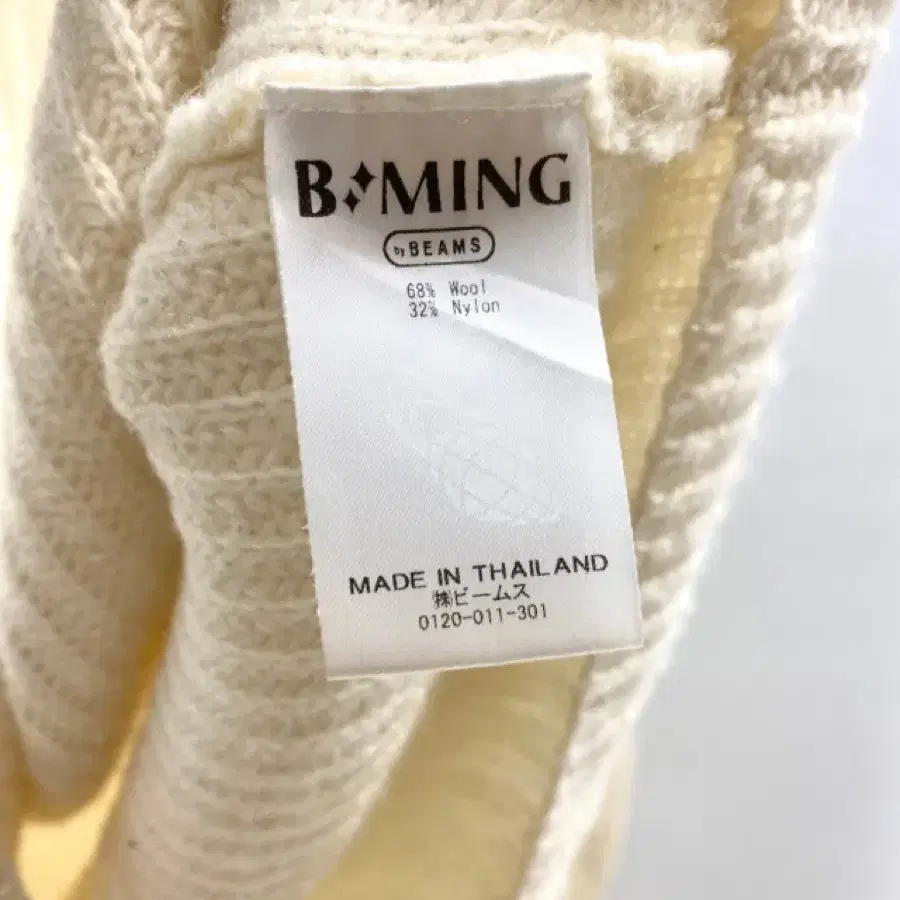 B MING
by BEAMS
68% Wool
32% Nylon
MADE IN THAILAND
㈱ビームス
0120-011-301